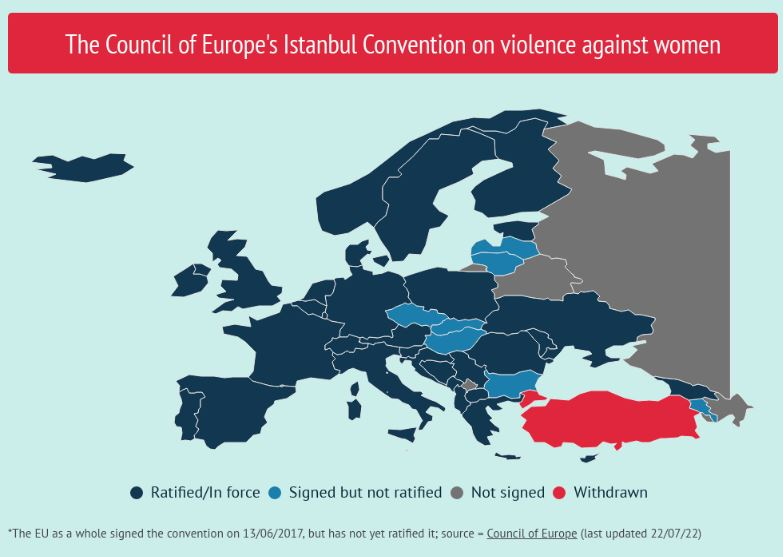 The Council of Europe's Istanbul Convention on violence against women
Ratified/In force Signed but not ratified Not signed Withdrawn
*The EU as a whole signed the convention on 13/06/2017, but has not yet ratified it; source = Council of Europe (last updated 22/07/22)